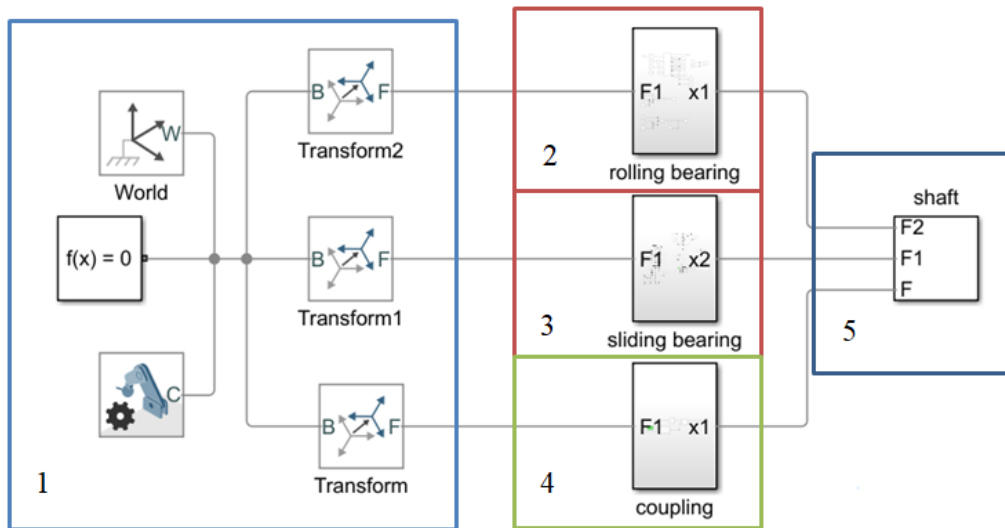 World
W
f(x) = 0
C
B F
Transform2
B F
Transform1
B F
Transform
1
F1 x1
2
rolling bearing
F1 x2
3
sliding bearing
F1 x1
4
coupling
shaft
F2
F1
F
5